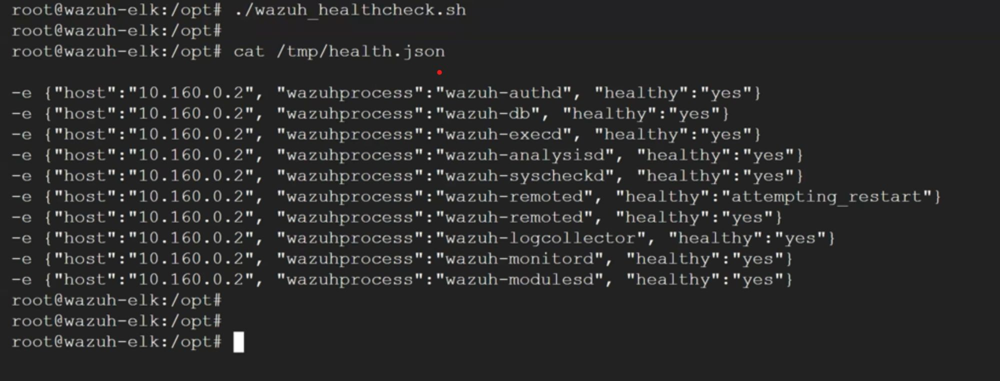 root@wazuh-elk:/opt# ./wazuh_healthcheck.sh
root@wazuh-elk:/opt#
root@wazuh-elk:/opt# cat /tmp/health.json
-e {"host":"10.160.0.2", "wazuhprocess":"wazuh-authd", "healthy":"yes"}
-e {"host":"10.160.0.2", "wazuhprocess":"wazuh-db", "healthy":"yes"}
-e {"host":"10.160.0.2", "wazuhprocess":"wazuh-execd", "healthy":"yes"}
-e {"host":"10.160.0.2", "wazuhprocess":"wazuh-analysisd", "healthy":"yes"}
-e {"host":"10.160.0.2", "wazuhprocess":"wazuh-syscheckd", "healthy":"yes"}
-e {"host":"10.160.0.2", "wazuhprocess":"wazuh-remoted", "healthy":"attempting_restart"}
-e {"host":"10.160.0.2", "wazuhprocess":"wazuh-remoted", "healthy":"yes"}
-e {"host":"10.160.0.2", "wazuhprocess":"wazuh-logcollector", "healthy":"yes"}
-e {"host":"10.160.0.2", "wazuhprocess":"wazuh-monitord", "healthy":"yes"}
-e {"host":"10.160.0.2", "wazuhprocess":"wazuh-modulesd", "healthy":"yes"}
root@wazuh-elk:/opt#
root@wazuh-elk:/opt#
root@wazuh-elk:/opt#